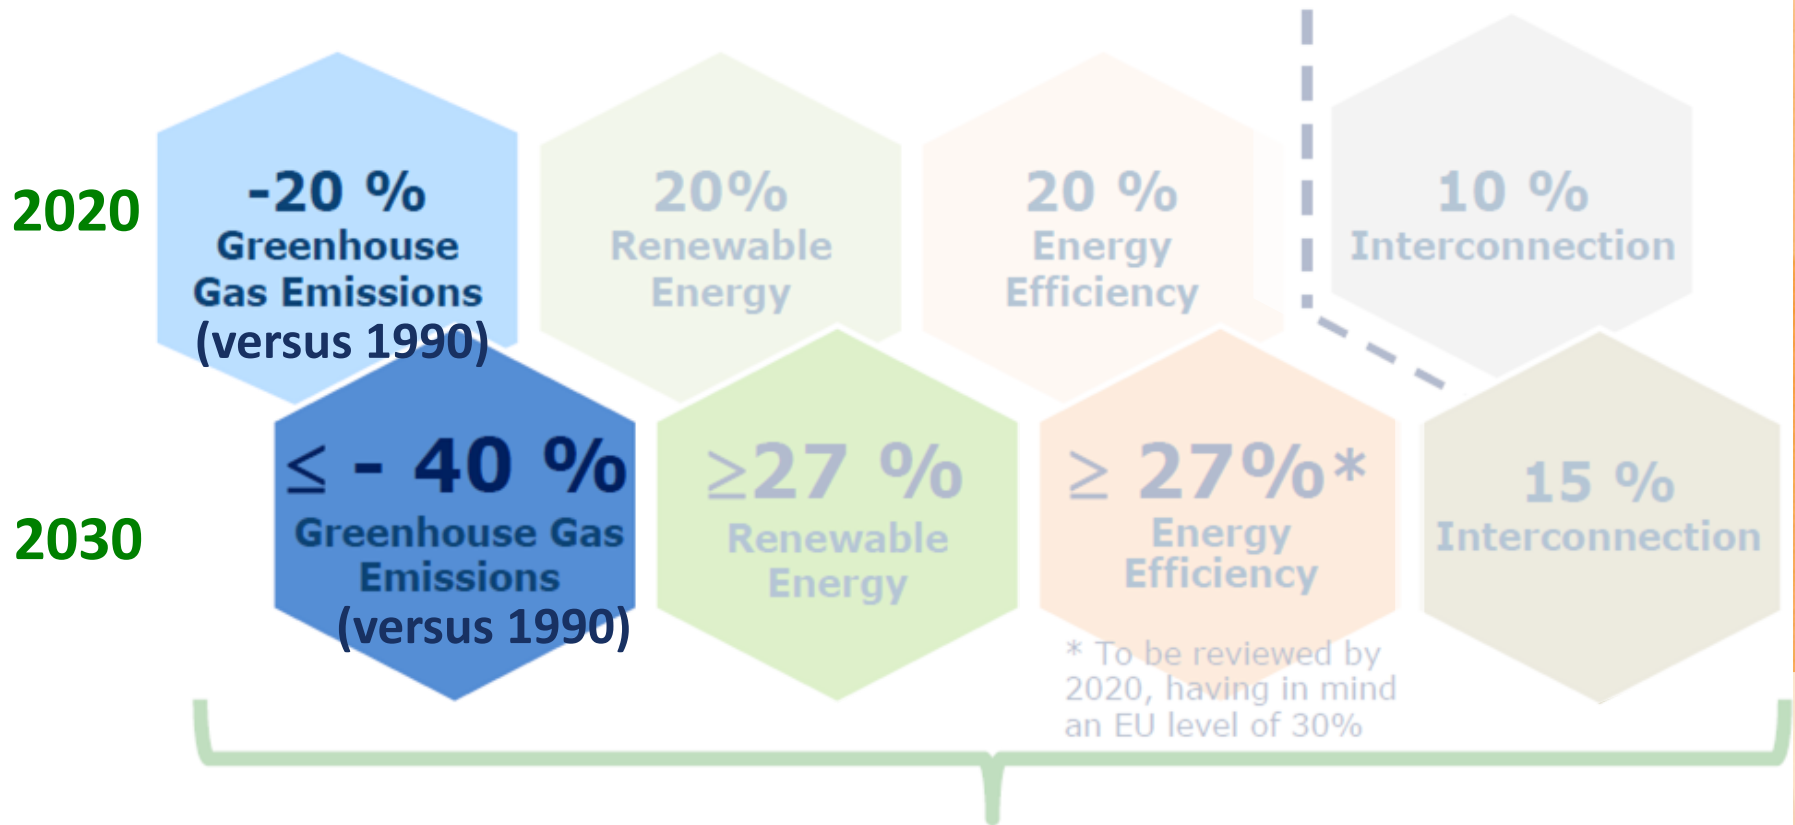 2020
-20 %
Greenhouse
Gas Emissions
(versus 1990)
20%
Renewable
Energy
20 %
Energy
Efficiency
10 %
Interconnection
2030
≤ - 40 %
Greenhouse Gas
Emissions
(versus 1990)
≥27 %
Renewable
Energy
≥ 27%*
Energy
Efficiency
* To be reviewed by
2020, having in mind
an EU level of 30%
15 %
Interconnection